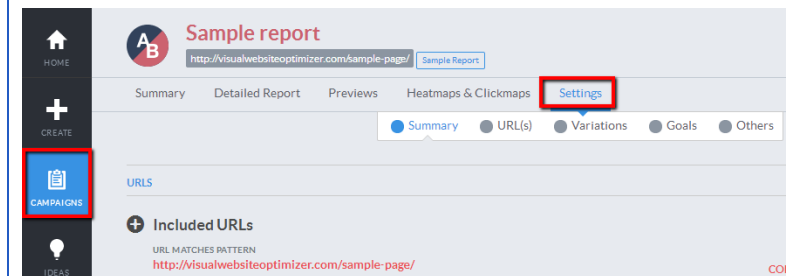 HOME
CREATE
CAMPAIGNS
IDEAS
AB
Sample report
http://visualwebsiteoptimizer.com/sample-page/ Sample Report
Summary Detailed Report Previews Heatmaps & Clickmaps Settings
Summary URL(s) Variations Goals Others
URLS
Included URLs
URL MATCHES PATTERN
http://visualwebsiteoptimizer.com/sample-page/